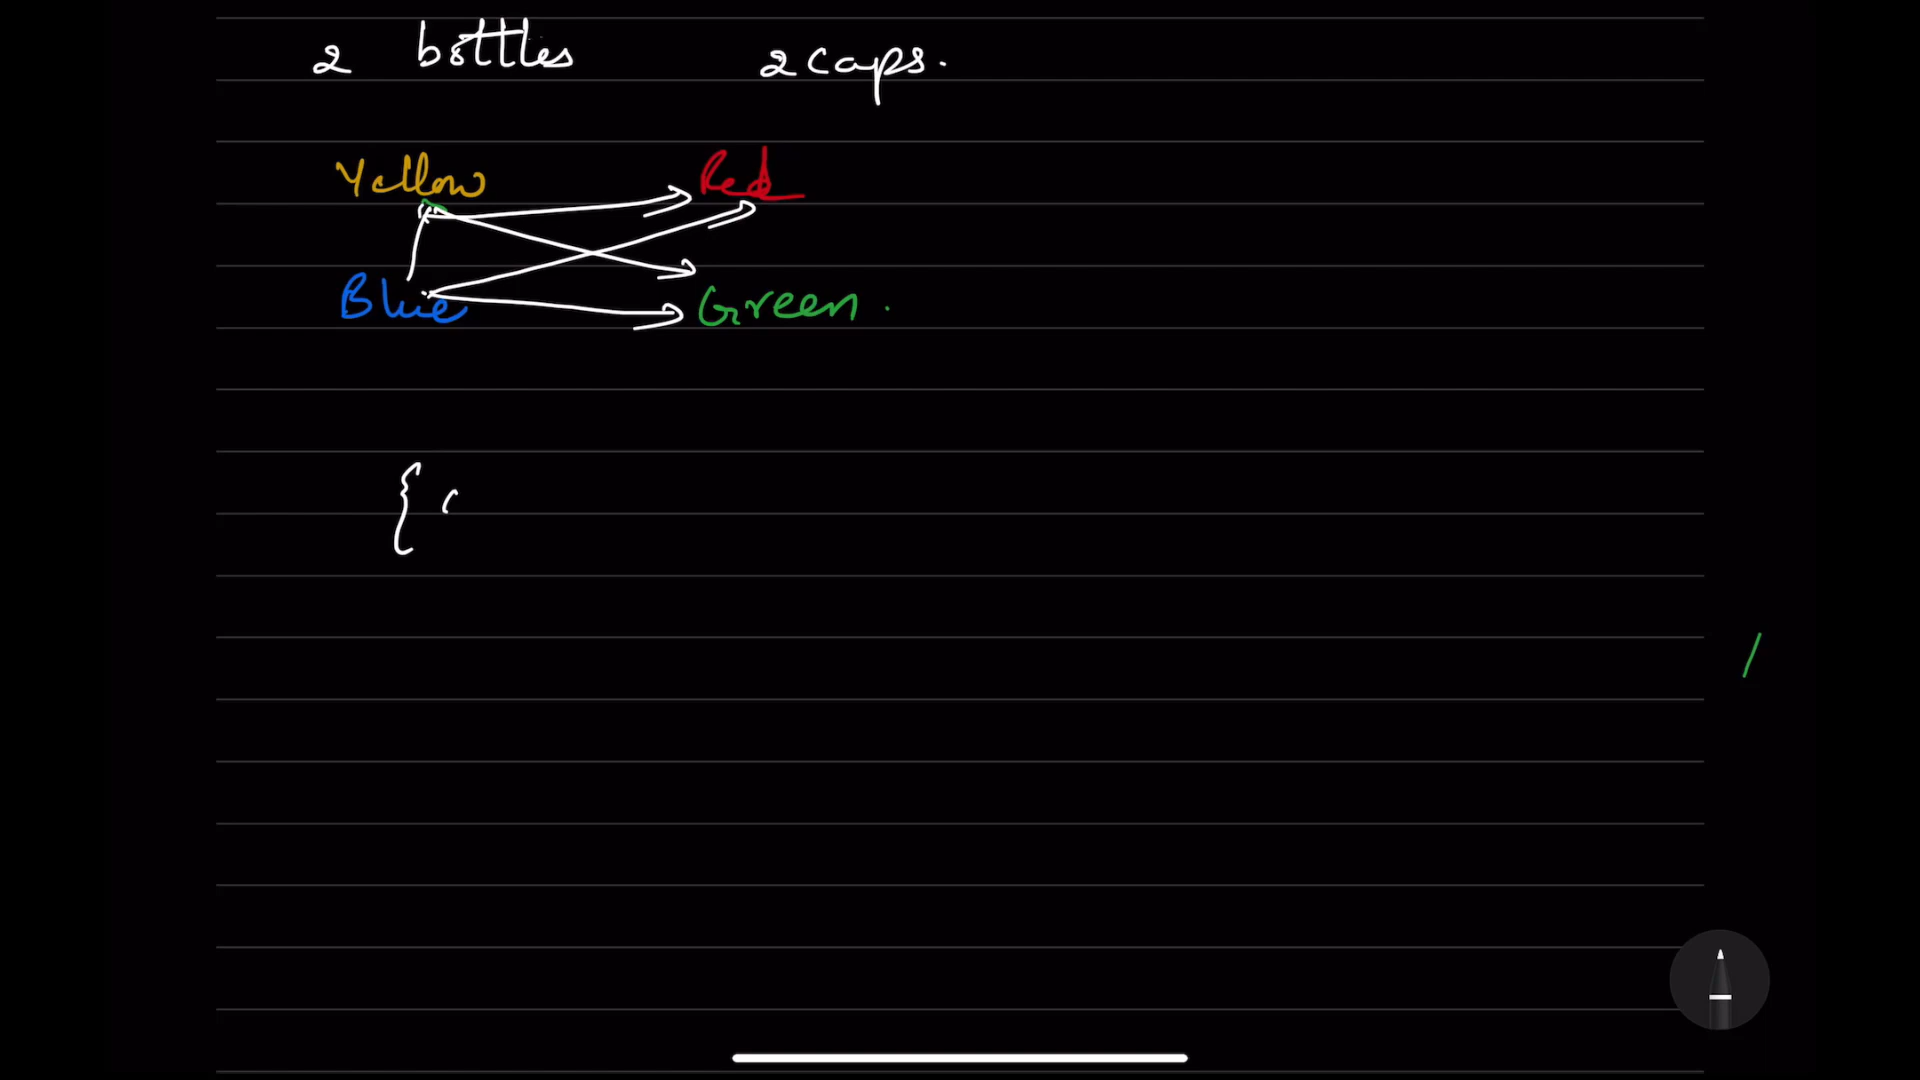 2 bottles 2 caps.
Yellow Red
Blue Green .
{ (